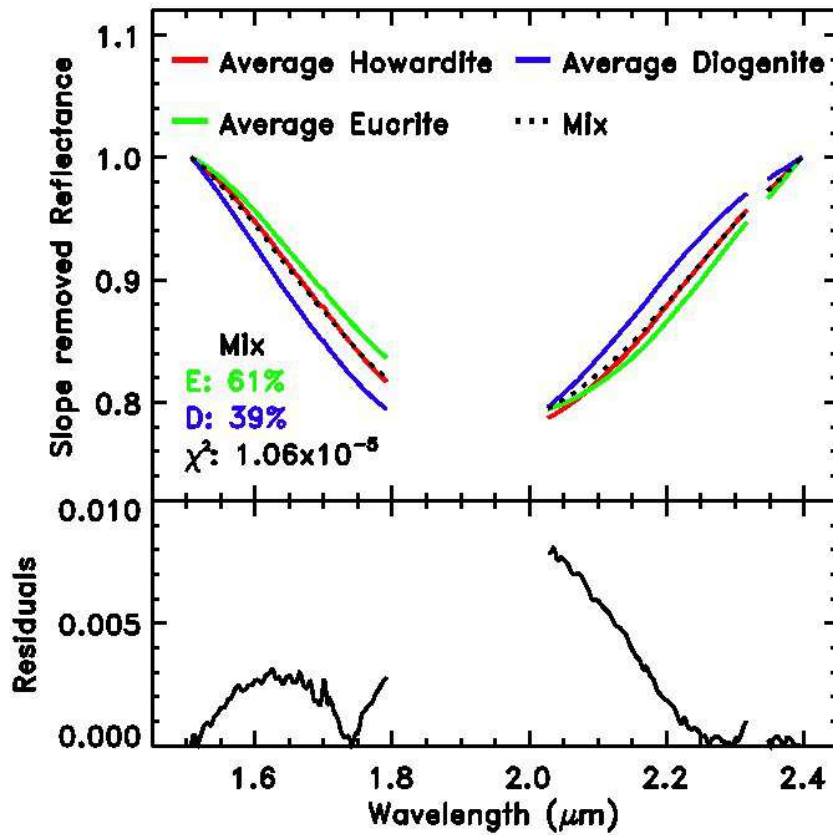 Slope removed Reflectance
1.1
1.0
0.9
0.8
Average Howardite
Average Diogenite
Average Eucrite
Mix
Mix
E: 61%
D: 39%
χ²: 1.06x10⁻⁵
Residuals
0.010
0.005
0.000
1.6 1.8 2.0 2.2 2.4
Wavelength (μm)